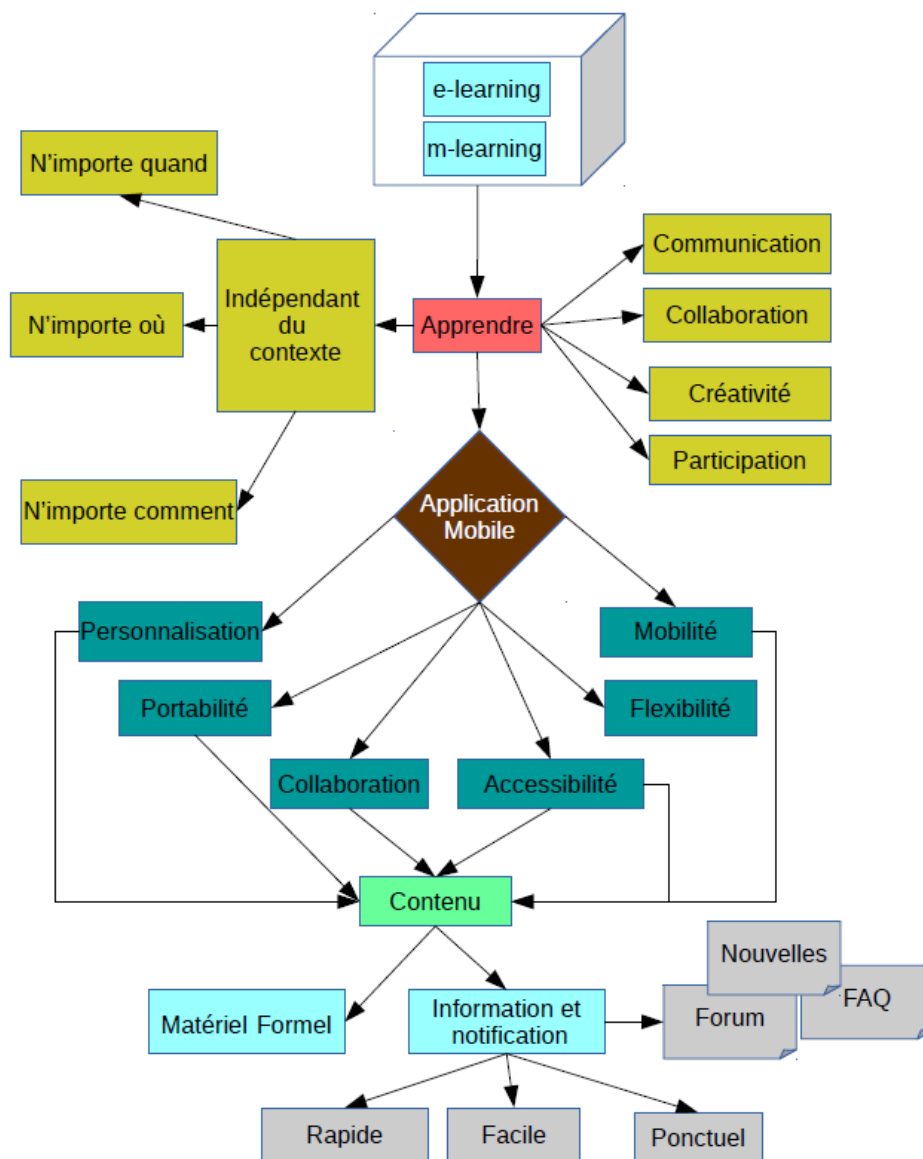 e-learning
m-learning
N'importe quand
Communication
Indépendant
du
contexte
N'importe où
Apprendre
Collaboration
Créativité
Participation
N'importe comment
Application
Mobile
Personnalisation
Mobilité
Portabilité
Flexibilité
Collaboration
Accessibilité
Contenu
Nouvelles
FAQ
Forum
Matériel Formel
Information et
notification
Rapide
Facile
Ponctuel